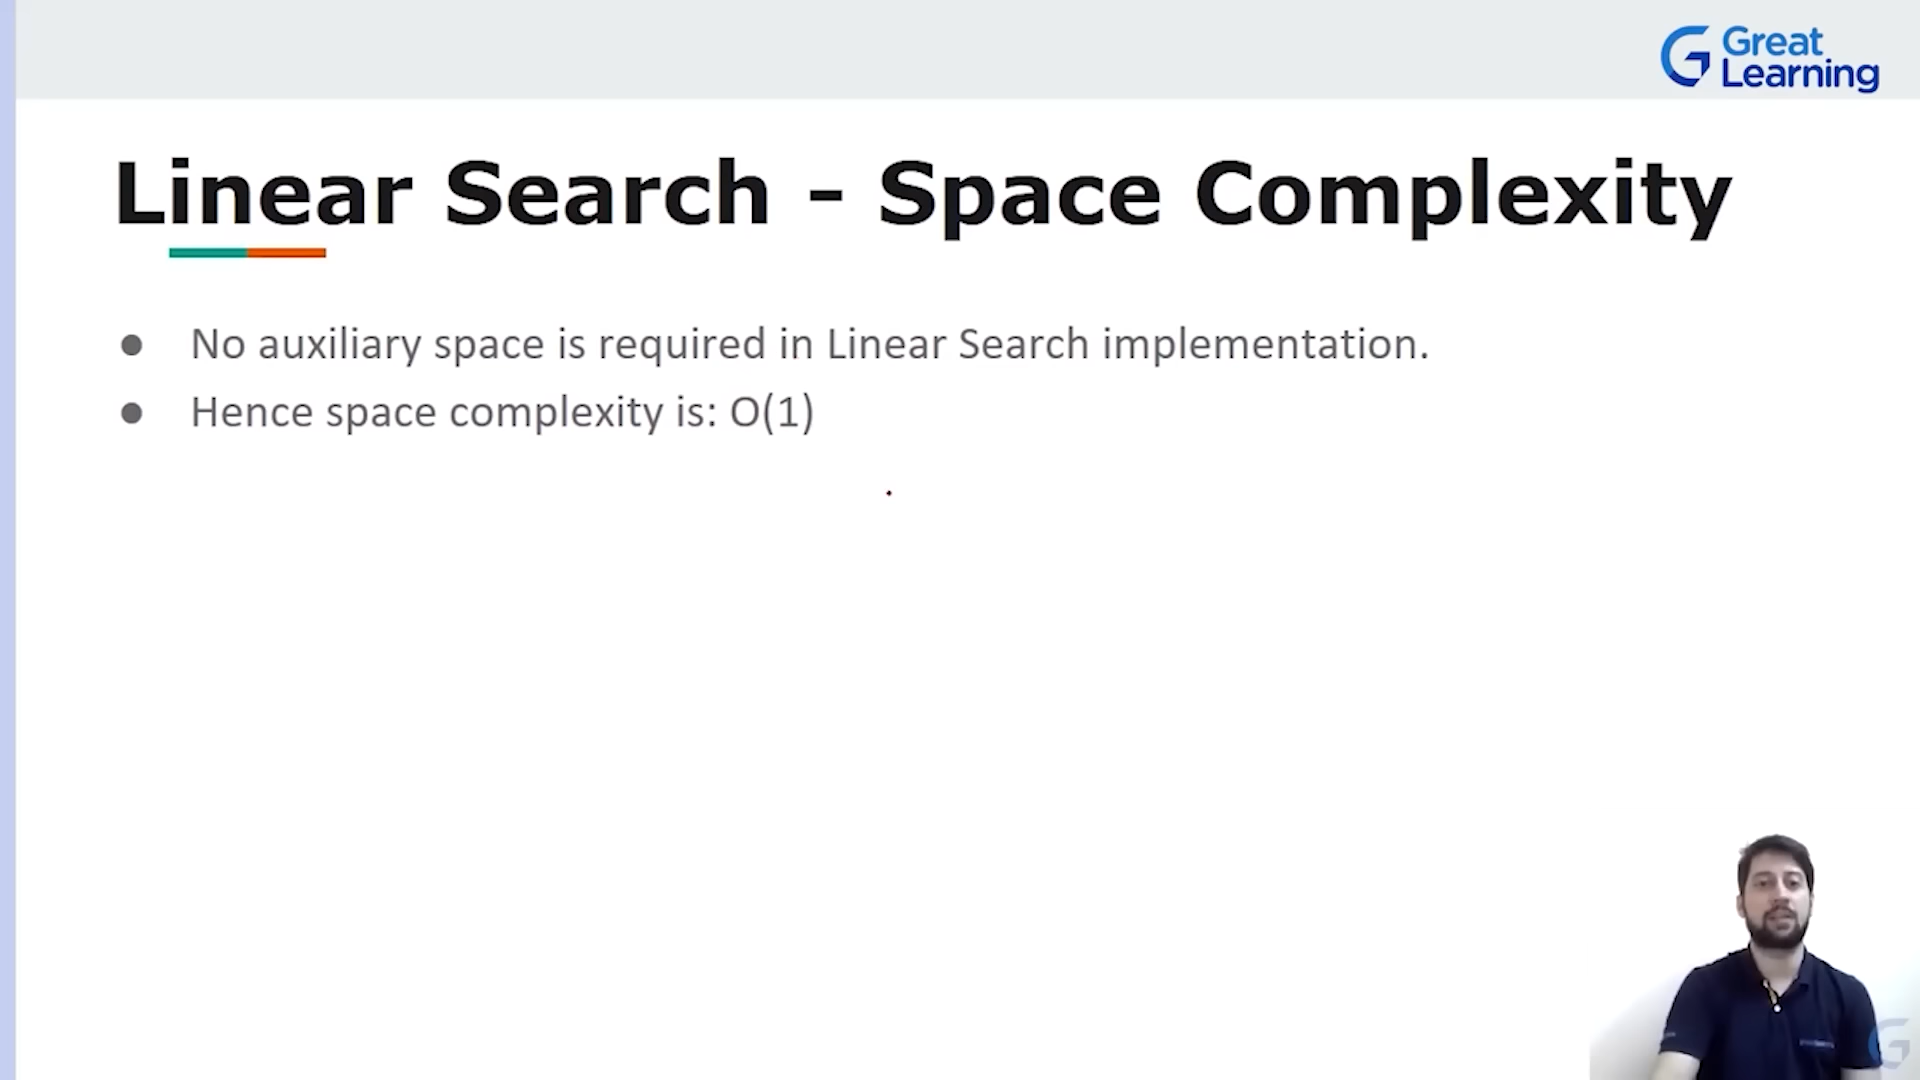 Great
Learning
Linear Search - Space Complexity
● No auxiliary space is required in Linear Search implementation.
● Hence space complexity is: O(1)